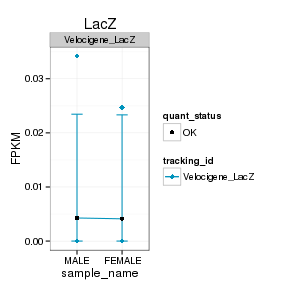 LacZ
Velocigene_LacZ
FPKM
0.03
0.02
0.01
0.00
MALE FEMALE
sample_name
quant_status
OK
tracking_id
Velocigene_LacZ